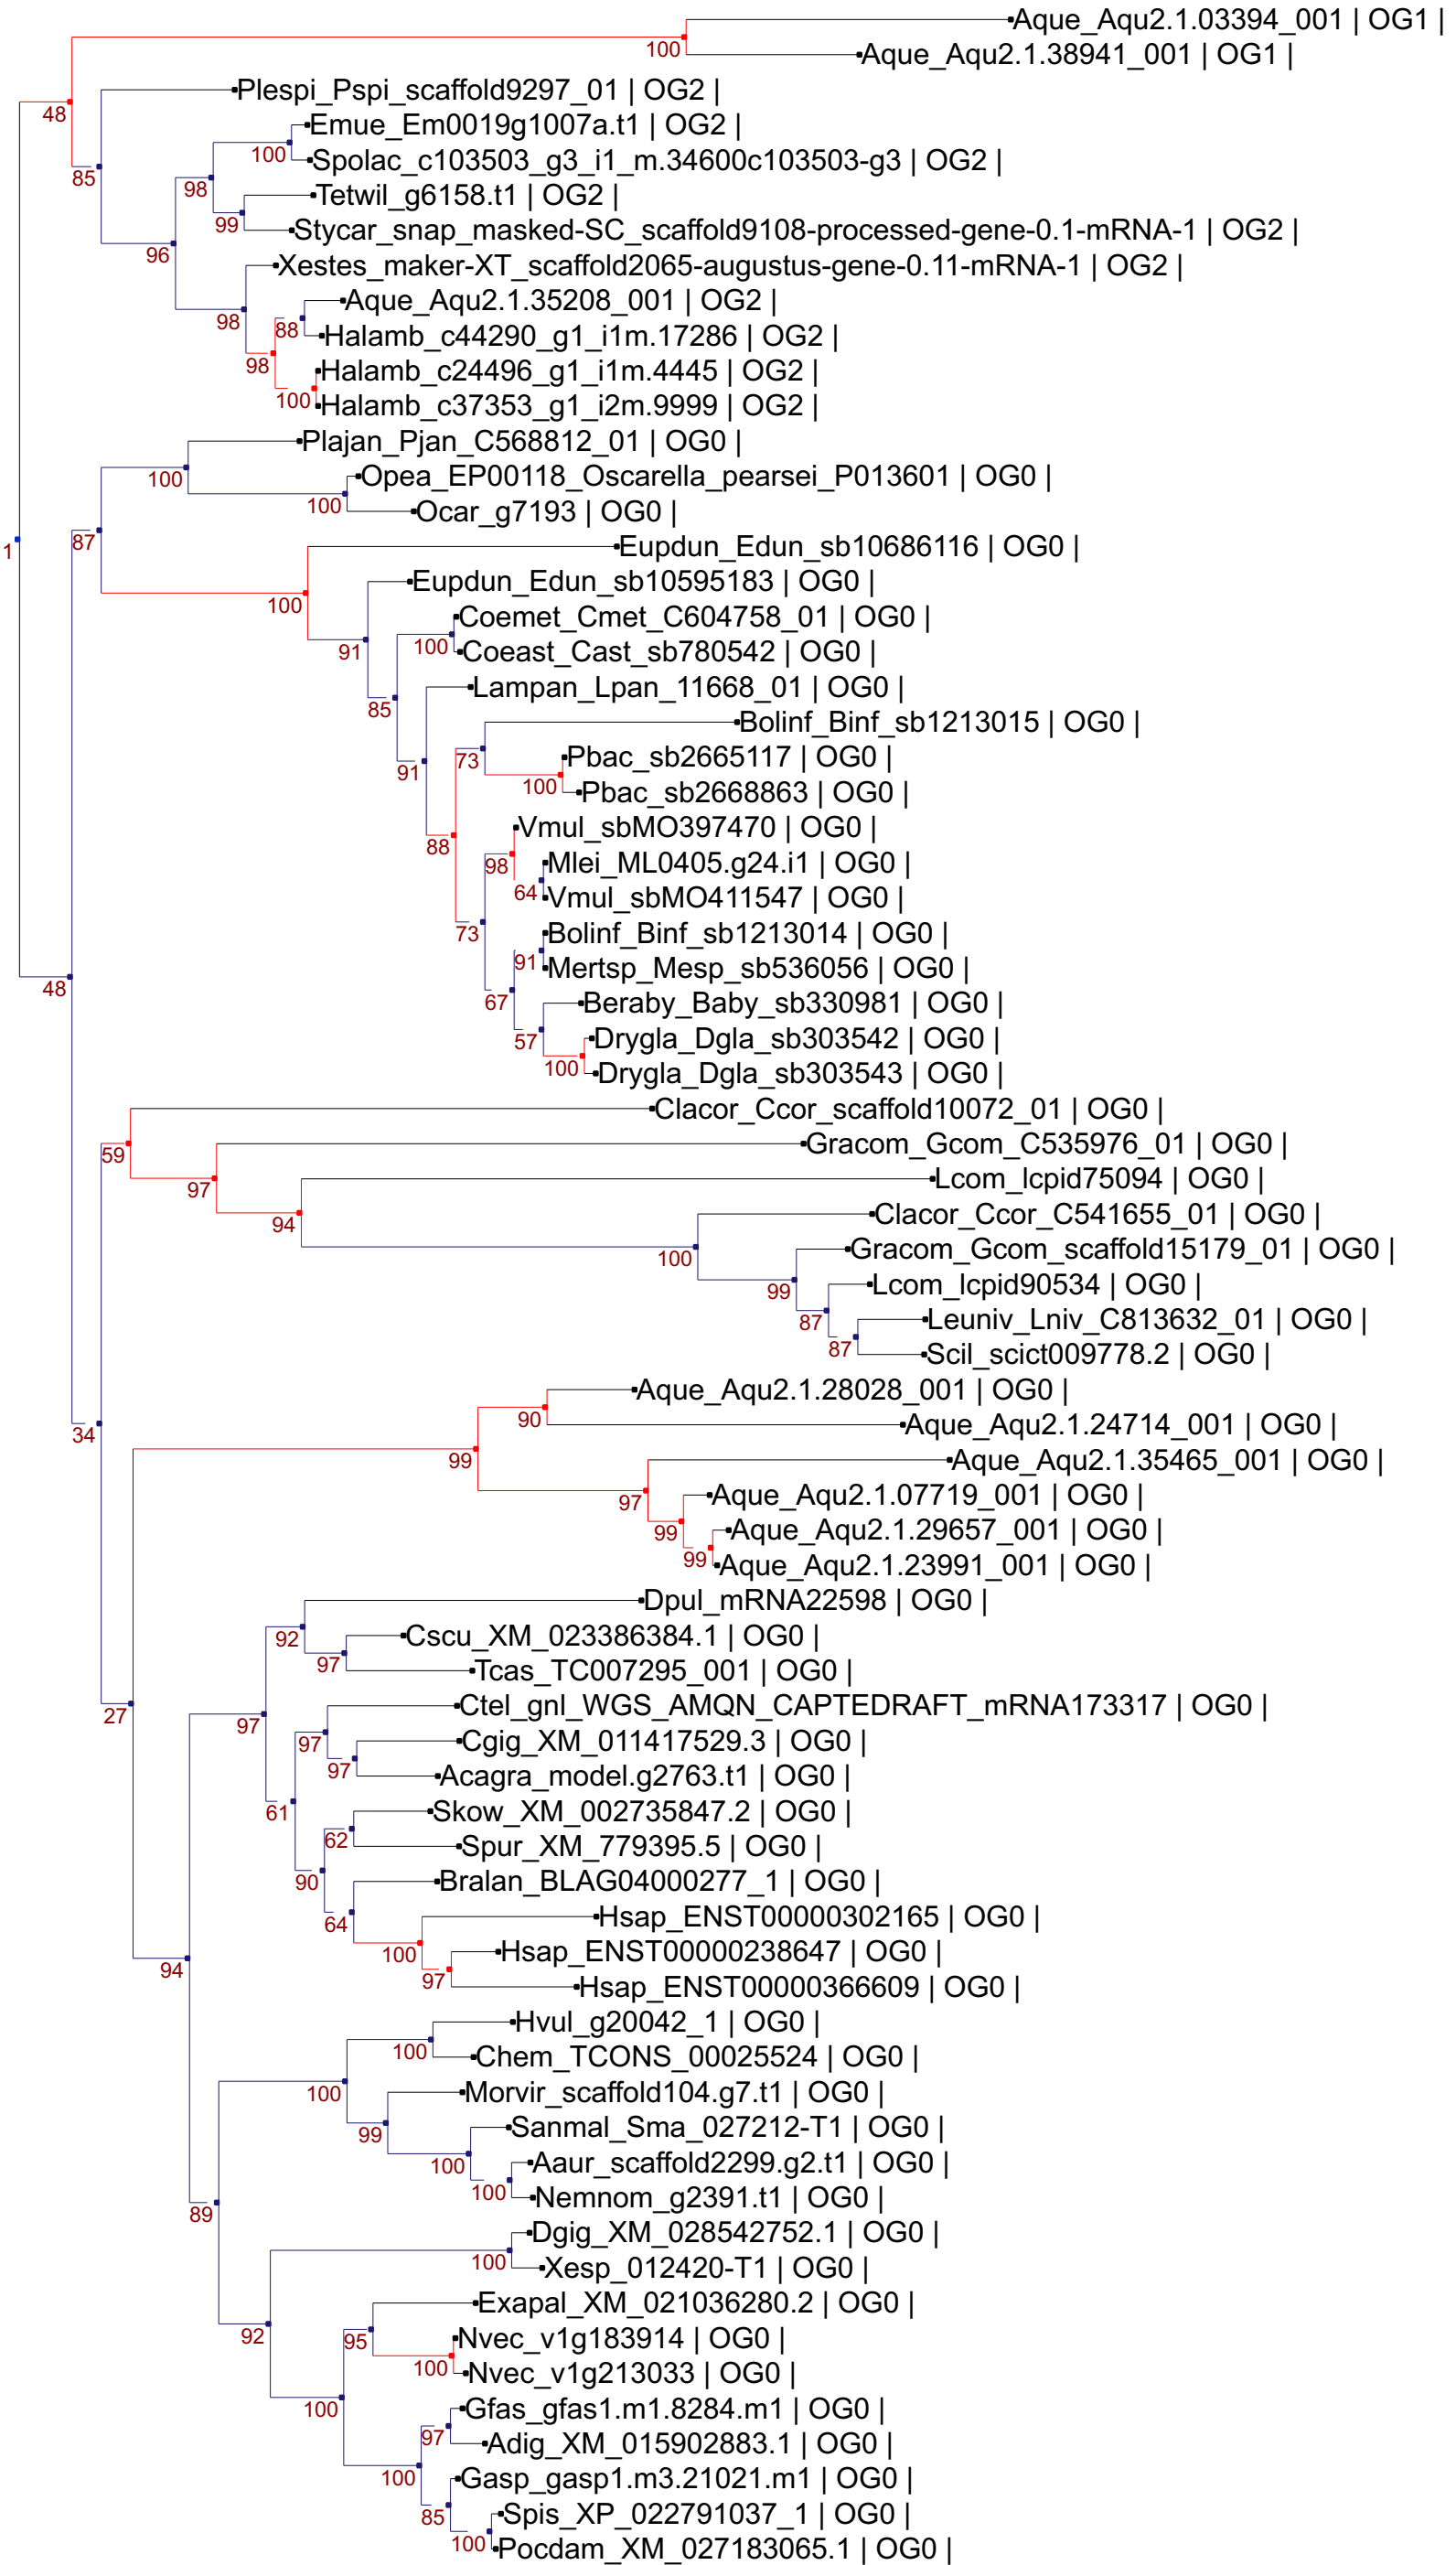 Aque_Aqu2.1.03394_001 | OG1 |
100
Aque_Aqu2.1.38941_001 | OG1 |
Plespi_Pspi_scaffold9297_01 | OG2 |
48
Emue_Em0019g1007a.t1 | OG2 |
100
Spolac_c103503_g3_i1_m.34600c103503-g3 | OG2 |
85
98
Tetwil_g6158.t1 | OG2 |
99
Stycar_snap_masked-SC_scaffold9108-processed-gene-0.1-mRNA-1 | OG2 |
96
Xestes_maker-XT_scaffold2065-augustus-gene-0.11-mRNA-1 | OG2 |
Aque_Aqu2.1.35208_001 | OG2 |
98
88
Halamb_c44290_g1_i1m.17286 | OG2 |
98
Halamb_c24496_g1_i1m.4445 | OG2 |
100
Halamb_c37353_g1_i2m.9999 | OG2 |
Plajan_Pjan_C568812_01 | OG0 |
100
Opea_EP00118_Oscarella_pearsei_P013601 | OG0 |
100
Ocar_g7193 | OG0 |
87
1
Eupdun_Edun_sb10686116 | OG0 |
Eupdun_Edun_sb10595183 | OG0 |
100
Coemet_Cmet_C604758_01 | OG0 |
100
91
Coeast_Cast_sb780542 | OG0 |
Lampan_Lpan_11668_01 | OG0 |
85
Bolinf_Binf_sb1213015 | OG0 |
73
Pbac_sb2665117 | OG0 |
91
100
Pbac_sb2668863 | OG0 |
Vmul_sbMO397470 | OG0 |
88
98
Mlei_ML0405.g24.i1 | OG0 |
64
Vmul_sbMO411547 | OG0 |
73
Bolinf_Binf_sb1213014 | OG0 |
91
Mertsp_Mesp_sb536056 | OG0 |
48
67
Beraby_Baby_sb330981 | OG0 |
57
Drygla_Dgla_sb303542 | OG0 |
100
Drygla_Dgla_sb303543 | OG0 |
Clacor_Ccor_scaffold10072_01 | OG0 |
59
Gracom_Gcom_C535976_01 | OG0 |
97
Lcom_lcpid75094 | OG0 |
94
Clacor_Ccor_C541655_01 | OG0 |
100
Gracom_Gcom_scaffold15179_01 | OG0 |
99
Lcom_lcpid90534 | OG0 |
87
Leuniv_Lniv_C813632_01 | OG0 |
87
Scil_scict009778.2 | OG0 |
Aque_Aqu2.1.28028_001 | OG0 |
90
34
Aque_Aqu2.1.24714_001 | OG0 |
99
Aque_Aqu2.1.35465_001 | OG0 |
97
Aque_Aqu2.1.07719_001 | OG0 |
99
Aque_Aqu2.1.29657_001 | OG0 |
99
Aque_Aqu2.1.23991_001 | OG0 |
Dpul_mRNA22598 | OG0 |
92
Cscu_XM_023386384.1 | OG0 |
97
Tcas_TC007295_001 | OG0 |
27
Ctel_gnl_WGS_AMQN_CAPTEDRAFT_mRNA173317 | OG0 |
97
97
Cgig_XM_011417529.3 | OG0 |
97
Acagra_model.g2763.t1 | OG0 |
61
Skow_XM_002735847.2 | OG0 |
62
Spur_XM_779395.5 | OG0 |
90
Bralan_BLAG04000277_1 | OG0 |
64
Hsap_ENST00000302165 | OG0 |
100
Hsap_ENST00000238647 | OG0 |
94
97
Hsap_ENST00000366609 | OG0 |
Hvul_g20042_1 | OG0 |
100
Chem_TCONS_00025524 | OG0 |
100
Morvir_scaffold104.g7.t1 | OG0 |
99
Sanmal_Sma_027212-T1 | OG0 |
100
Aaur_scaffold2299.g2.t1 | OG0 |
100
Nemnom_g2391.t1 | OG0 |
89
Dgig_XM_028542752.1 | OG0 |
100
Xesp_012420-T1 | OG0 |
Exapal_XM_021036280.2 | OG0 |
92
95
Nvec_v1g183914 | OG0 |
100
Nvec_v1g213033 | OG0 |
100
Gfas_gfas1.m1.8284.m1 | OG0 |
97
Adig_XM_015902883.1 | OG0 |
100
Gasp_gasp1.m3.21021.m1 | OG0 |
85
Spis_XP_022791037_1 | OG0 |
100
Pocdam_XM_027183065.1 | OG0 |